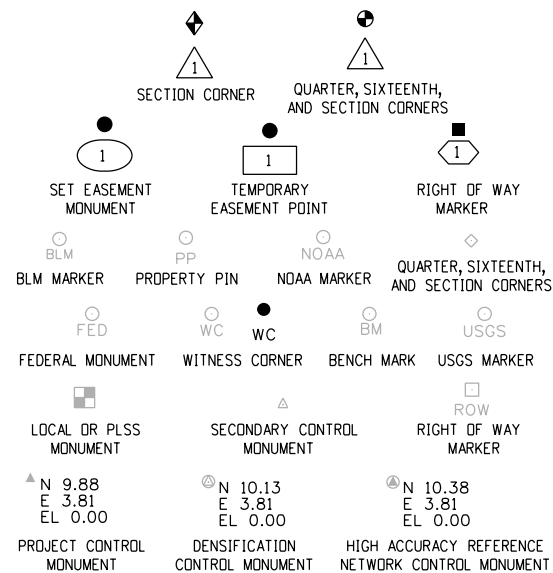 1 1
SECTION CORNER
QUARTER, SIXTEENTH,
AND SECTION CORNERS
1 1 1
SET EASEMENT
MONUMENT
TEMPORARY
EASEMENT POINT
RIGHT OF WAY
MARKER
BLM
BLM MARKER
PP
PROPERTY PIN
NOAA
NOAA MARKER
QUARTER, SIXTEENTH,
AND SECTION CORNERS
FED
FEDERAL MONUMENT
WC WC
WITNESS CORNER
BM
BENCH MARK
USGS
USGS MARKER
LOCAL OR PLSS
MONUMENT
SECONDARY CONTROL
MONUMENT
ROW
RIGHT OF WAY
MARKER
N 9.88
E 3.81
EL 0.00
PROJECT CONTROL
MONUMENT
N 10.13
E 3.81
EL 0.00
DENSIFICATION
CONTROL MONUMENT
N 10.38
E 3.81
EL 0.00
HIGH ACCURACY REFERENCE
NETWORK CONTROL MONUMENT